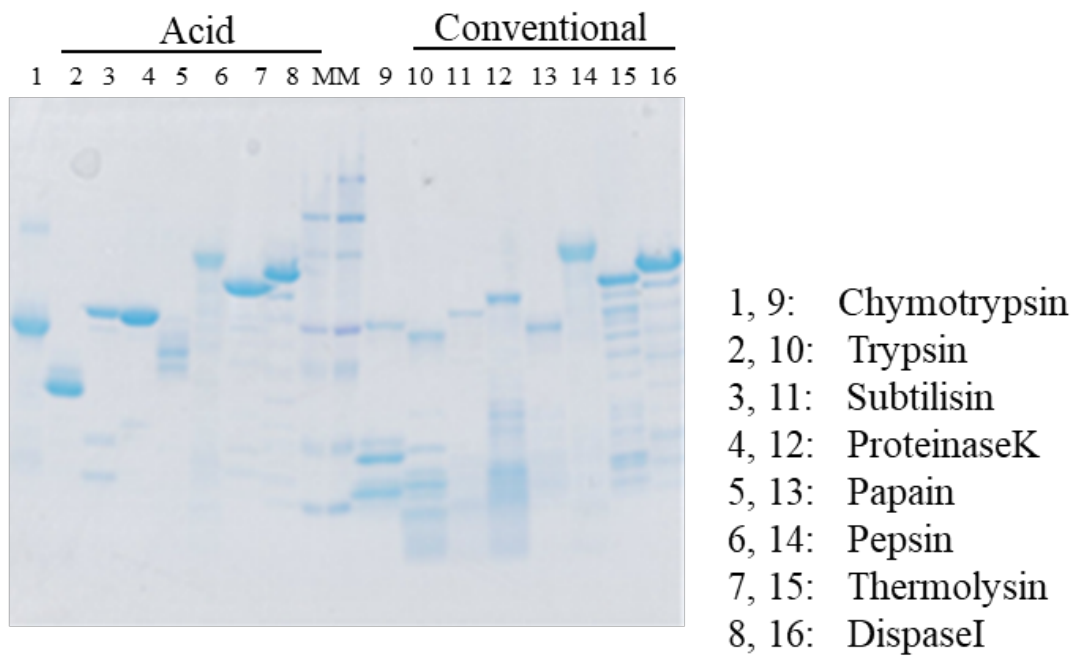 Acid Conventional
1 2 3 4 5 6 7 8 MM 9 10 11 12 13 14 15 16
1, 9: Chymotrypsin
2, 10: Trypsin
3, 11: Subtilisin
4, 12: ProteinaseK
5, 13: Papain
6, 14: Pepsin
7, 15: Thermolysin
8, 16: DispaseI